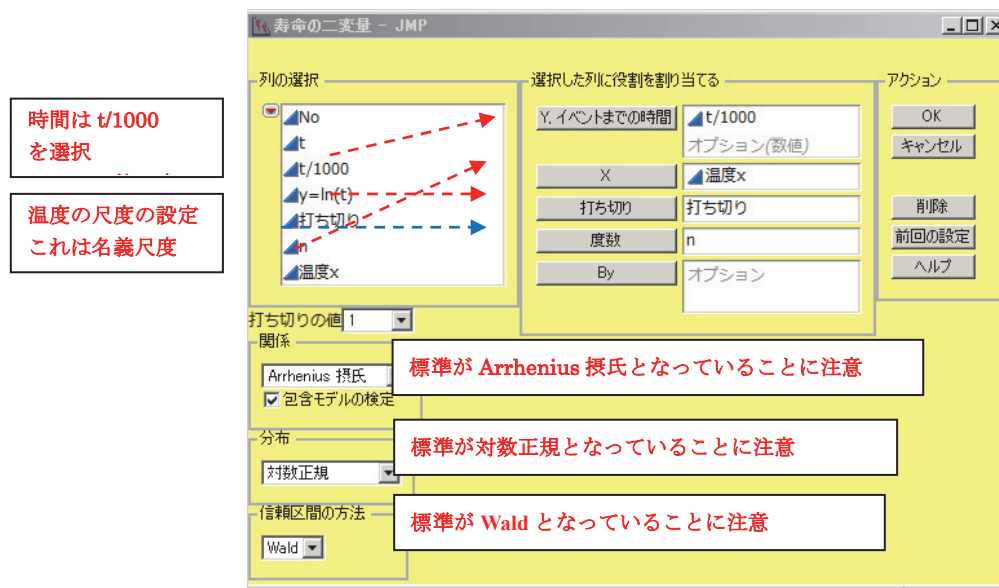 寿命の二変量 - JMP
列の選択
No
t
t/1000
y=ln(t)
打ち切り
n
温度x
選択した列に役割を割り当てる
Y, イベントまでの時間
t/1000
オプション(数値)
X
温度x
打ち切り
打ち切り
度数
n
By
オプション
アクション
OK
キャンセル
削除
前回の設定
ヘルプ
時間は t/1000
を選択
温度の尺度の設定
これは名義尺度
打ち切りの値 1
関係
Arrhenius 摂氏
包含モデルの検定
標準が Arrhenius 摂氏となっていることに注意
分布
対数正規
標準が対数正規となっていることに注意
信頼区間の方法
Wald
標準が Wald となっていることに注意